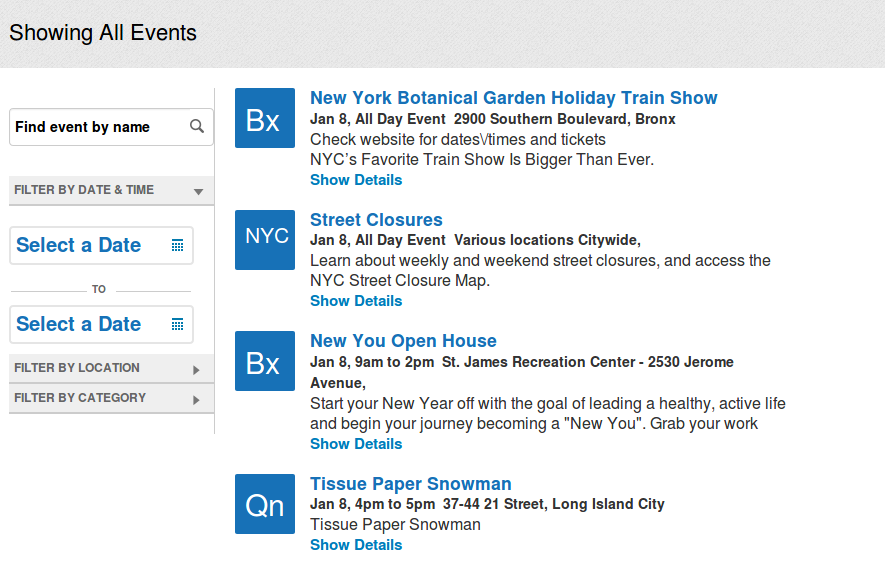 Showing All Events
Find event by name
FILTER BY DATE & TIME
Select a Date
TO
Select a Date
FILTER BY LOCATION
FILTER BY CATEGORY
Bx
New York Botanical Garden Holiday Train Show
Jan 8, All Day Event 2900 Southern Boulevard, Bronx
Check website for dates\/times and tickets
NYC’s Favorite Train Show Is Bigger Than Ever.
Show Details
NYC
Street Closures
Jan 8, All Day Event Various locations Citywide,
Learn about weekly and weekend street closures, and access the
NYC Street Closure Map.
Show Details
Bx
New You Open House
Jan 8, 9am to 2pm St. James Recreation Center - 2530 Jerome
Avenue,
Start your New Year off with the goal of leading a healthy, active life
and begin your journey becoming a "New You". Grab your work
Show Details
Qn
Tissue Paper Snowman
Jan 8, 4pm to 5pm 37-44 21 Street, Long Island City
Tissue Paper Snowman
Show Details